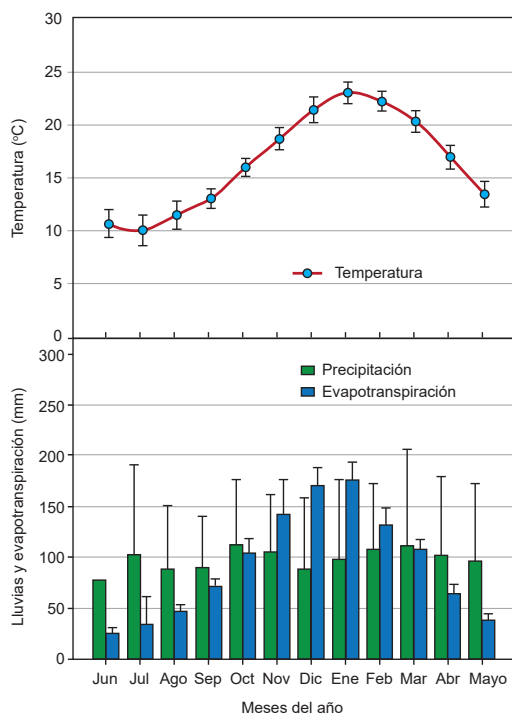 30
25
20
15
10
5
0
Temperatura (ºC)
Temperatura
300
250
200
150
100
50
0
Lluvias y evapotranspiración (mm)
Precipitación
Evapotranspiración
Jun Jul Ago Sep Oct Nov Dic Ene Feb Mar Abr Mayo
Meses del año